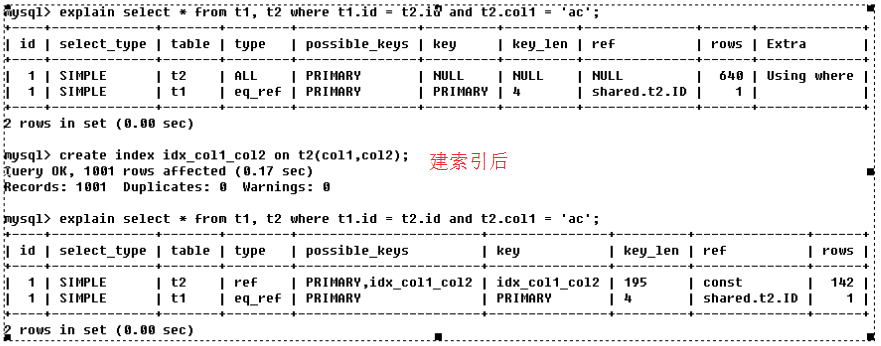 mysql> explain select * from t1, t2 where t1.id = t2.id and t2.col1 = 'ac';
+----+-------------+-------+--------+---------------+---------+---------+--------------+------+-------------+
| id | select_type | table | type   | possible_keys | key     | key_len | ref          | rows | Extra       |
+----+-------------+-------+--------+---------------+---------+---------+--------------+------+-------------+
|  1 | SIMPLE      | t2    | ALL    | PRIMARY       | NULL    | NULL    | NULL         |  640 | Using where |
|  1 | SIMPLE      | t1    | eq_ref | PRIMARY       | PRIMARY | 4       | shared.t2.ID |    1 |             |
+----+-------------+-------+--------+---------------+---------+---------+--------------+------+-------------+
2 rows in set (0.00 sec)
mysql> create index idx_col1_col2 on t2(col1,col2);
建索引后
Query OK, 1001 rows affected (0.17 sec)
Records: 1001  Duplicates: 0  Warnings: 0
mysql> explain select * from t1, t2 where t1.id = t2.id and t2.col1 = 'ac';
+----+-------------+-------+--------+-----------------------+---------------+---------+--------------+------+
| id | select_type | table | type   | possible_keys         | key           | key_len | ref          | rows |
+----+-------------+-------+--------+-----------------------+---------------+---------+--------------+------+
|  1 | SIMPLE      | t2    | ref    | PRIMARY,idx_col1_col2 | idx_col1_col2 | 195     | const        |  142 |
|  1 | SIMPLE      | t1    | eq_ref | PRIMARY               | PRIMARY       | 4       | shared.t2.ID |    1 |
+----+-------------+-------+--------+-----------------------+---------------+---------+--------------+------+
2 rows in set (0.00 sec)